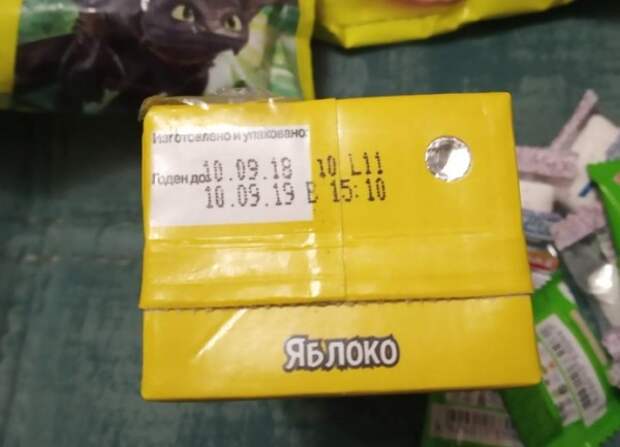 Изготовлено и упаковано:
10.09.18 10 L11
Годен до:
10.09.19 В 15:10
ЯБЛОКО